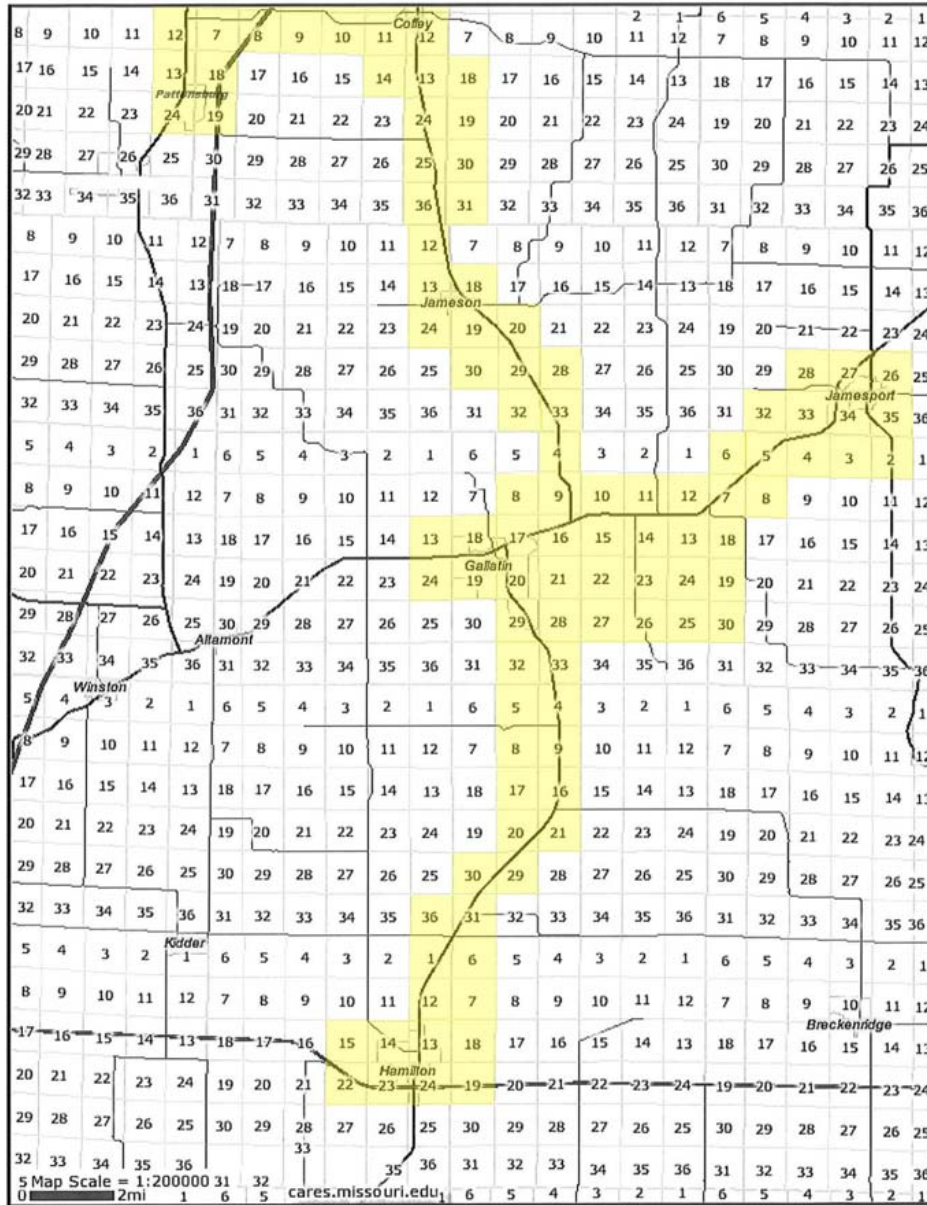 2 1 6 5 4 3 2 1
Coffey
8 9 10 11 12 7 8 9 10 11 12 7 8 9 10 11 12 7 8 9 10 11 12
17 16 15 14 13 18 17 16 15 14 13 18 17 16 15 14 13 18 17 16 15 14 13
Pattonsburg
20 21 22 23 24 19 20 21 22 23 24 19 20 21 22 23 24 19 20 21 22 23 24
29 28 27 26 25 30 29 28 27 26 25 30 29 28 27 26 25 30 29 28 27 26 25
32 33 34 35 36 31 32 33 34 35 36 31 32 33 34 35 36 31 32 33 34 35 36
8 9 10 11 12 7 8 9 10 11 12 7 8 9 10 11 12 7 8 9 10 11 12
17 16 15 14 13 18 17 16 15 14 13 18 17 16 15 14 13 18 17 16 15 14 13
Jameson
20 21 22 23 24 19 20 21 22 23 24 19 20 21 22 23 24 19 20 21 22 23 24
29 28 27 26 25 30 29 28 27 26 25 30 29 28 27 26 25 30 29 28 27 26 25
Jamesport
32 33 34 35 36 31 32 33 34 35 36 31 32 33 34 35 36 31 32 33 34 35 36
5 4 3 2 1 6 5 4 3 2 1 6 5 4 3 2 1 6 5 4 3 2 1
8 9 10 11 12 7 8 9 10 11 12 7 8 9 10 11 12 7 8 9 10 11 12
17 16 15 14 13 18 17 16 15 14 13 18 17 16 15 14 13 18 17 16 15 14 13
Gallatin
20 21 22 23 24 19 20 21 22 23 24 19 20 21 22 23 24 19 20 21 22 23 24
29 28 27 26 25 30 29 28 27 26 25 30 29 28 27 26 25 30 29 28 27 26 25
Altamont
32 33 34 35 36 31 32 33 34 35 36 31 32 33 34 35 36 31 32 33 34 35 36
Winston
5 4 3 2 1 6 5 4 3 2 1 6 5 4 3 2 1 6 5 4 3 2 1
8 9 10 11 12 7 8 9 10 11 12 7 8 9 10 11 12 7 8 9 10 11 12
17 16 15 14 13 18 17 16 15 14 13 18 17 16 15 14 13 18 17 16 15 14
20 21 22 23 24 19 20 21 22 23 24 19 20 21 22 23 24 19 20 21 22 23 24
29 28 27 26 25 30 29 28 27 26 25 30 29 28 27 26 25 30 29 28 27 26 25
32 33 34 35 36 31 32 33 34 35 36 31 32 33 34 35 36 31 32 33 34 35 36
Kidder
5 4 3 2 1 6 5 4 3 2 1 6 5 4 3 2 1 6 5 4 3 2 1
8 9 10 11 12 7 8 9 10 11 12 7 8 9 10 11 12 7 8 9 10 11 12
Breckenridge
17 16 15 14 13 18 17 16 15 14 13 18 17 16 15 14 13 18 17 16 15 14 13
Hamilton
20 21 22 23 24 19 20 21 22 23 24 19 20 21 22 23 24 19 20 21 22 23 24
29 28 27 26 25 30 29 28 27 26 25 30 29 28 27 26 25 30 29 28 27 26 25
33
32 33 34 35 36 31 32 35 36 31 32 33 34 35 36 31 32 33 34 35 36
5 Map Scale = 1:200000
0 2mi
cares.missouri.edu
1 6 5 1 6 5 4 3 2 1 6 5 4 3 2 1